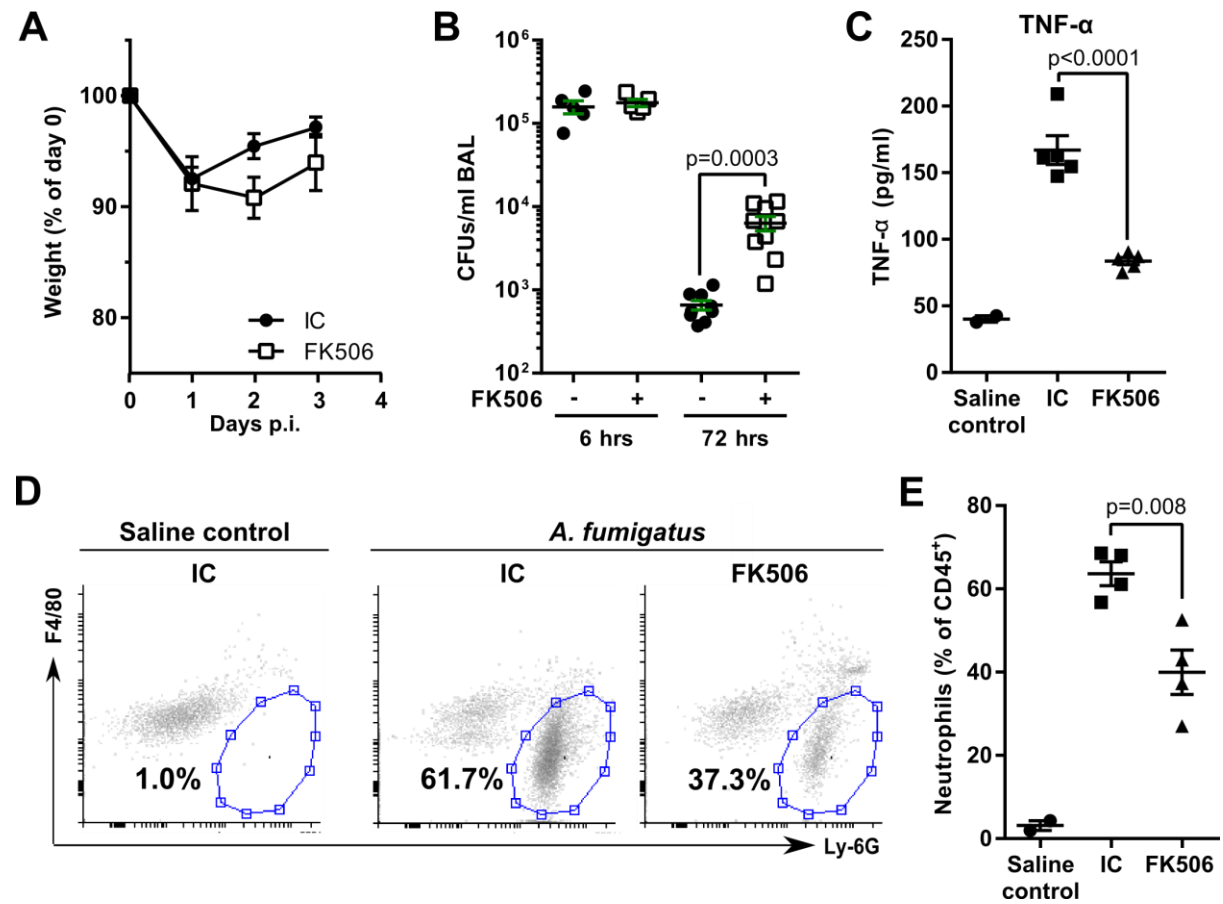 A
Weight (% of day 0)
100
90
80
0
1
2
3
4
Days p.i.
IC
FK506
B
CFUs/ml BAL
10⁶
10⁵
10⁴
10³
10²
p=0.0003
FK506
-
+
-
+
6 hrs
72 hrs
C
TNF-α
TNF-α (pg/ml)
250
200
150
100
50
0
p<0.0001
Saline
control
IC
FK506
D
Saline control
A. fumigatus
IC
IC
FK506
F4/80
1.0%
61.7%
37.3%
Ly-6G
E
Neutrophils (% of CD45⁺)
80
60
40
20
0
p=0.008
Saline
control
IC
FK506